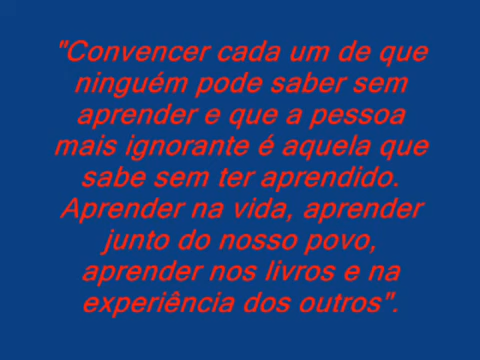 "Convencer cada um de que
ninguém pode saber sem
aprender e que a pessoa
mais ignorante é aquela que
sabe sem ter aprendido.
Aprender na vida, aprender
junto do nosso povo,
aprender nos livros e na
experiência dos outros".